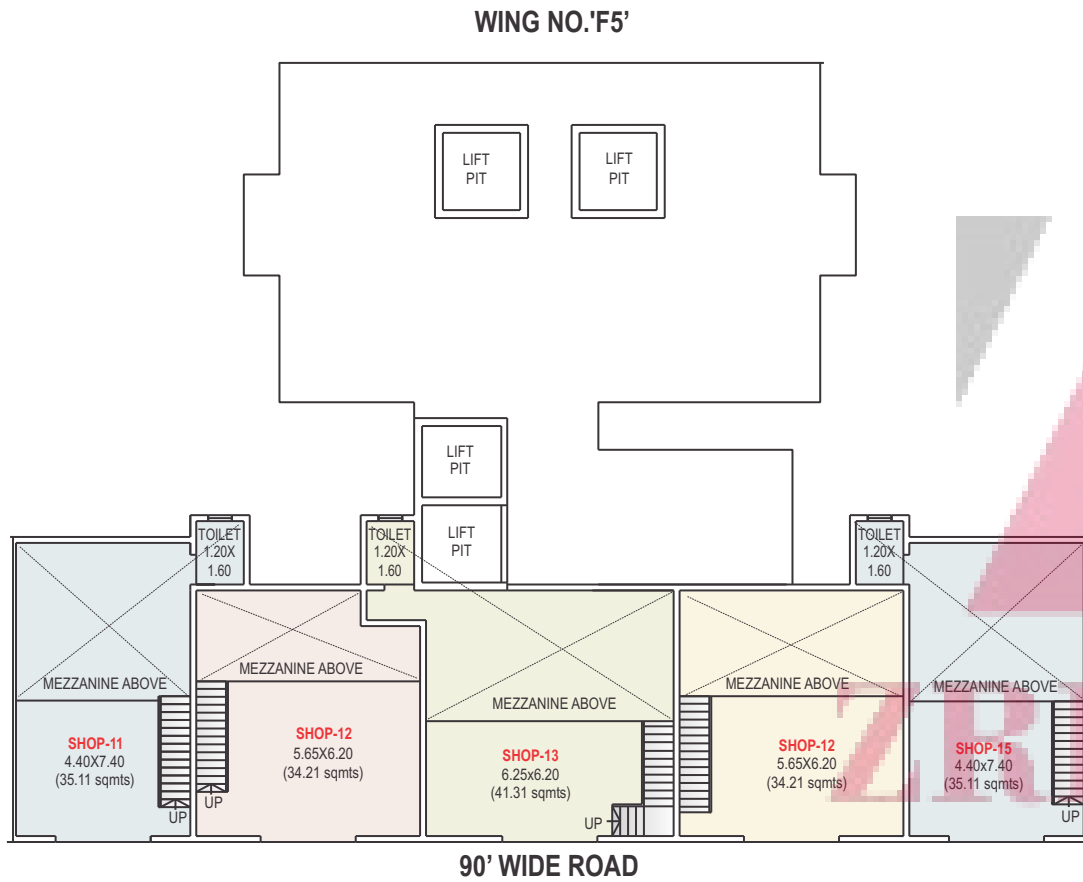 WING NO.'F5'
LIFT
PIT
LIFT
PIT
LIFT
PIT
LIFT
PIT
TOILET
1.20X
1.60
TOILET
1.20X
1.60
TOILET
1.20X
1.60
MEZZANINE ABOVE
MEZZANINE ABOVE
MEZZANINE ABOVE
MEZZANINE ABOVE
MEZZANINE ABOVE
SHOP-11
4.40X7.40
(35.11 sqmts)
UP
SHOP-12
5.65X6.20
(34.21 sqmts)
UP
SHOP-13
6.25x6.20
(41.31 sqmts)
UP
SHOP-12
5.65X6.20
(34.21 sqmts)
SHOP-15
4.40x7.40
(35.11 sqmts)
UP
90’ WIDE ROAD